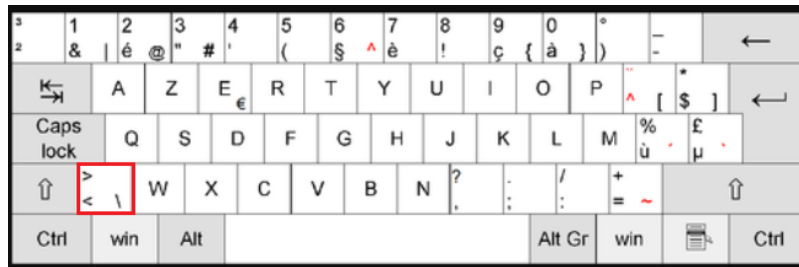 3 1 2 3 4 5 6 7 8 9 0 ° _
2 & | é @ " # ' ( § ^ è ! ç { à } ) -
A Z E € R T Y U I O P ¨ ^ [ * $ ]
Caps lock Q S D F G H J K L M % ù ´ £ µ `
> < \ W X C V B N ? , . ; / : + = ~
Ctrl win Alt Alt Gr win Ctrl